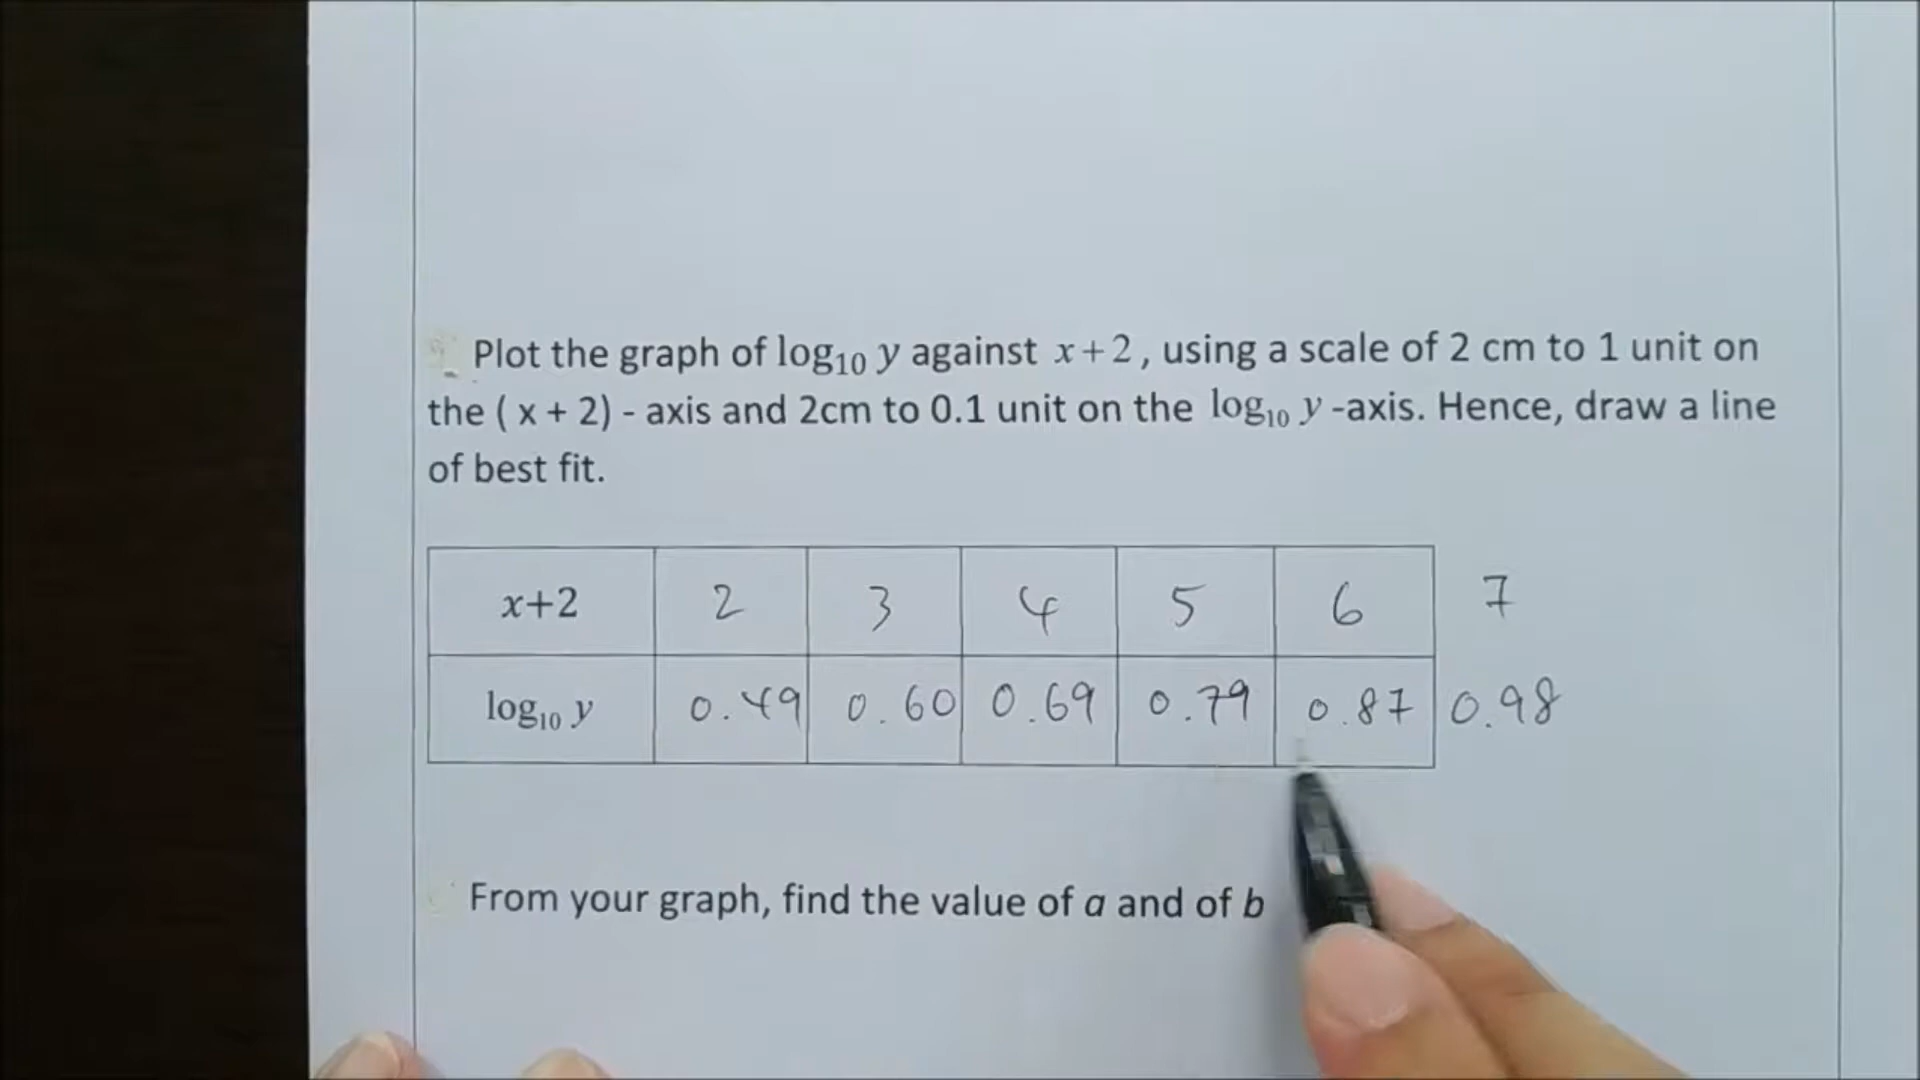 Plot the graph of log₁₀ y against x+2, using a scale of 2 cm to 1 unit on
the ( x + 2) - axis and 2cm to 0.1 unit on the log₁₀ y -axis. Hence, draw a line
of best fit.
x+2 2 3 4 5 6 7
log₁₀ y 0.49 0.60 0.69 0.79 0.87 0.98
From your graph, find the value of a and of b